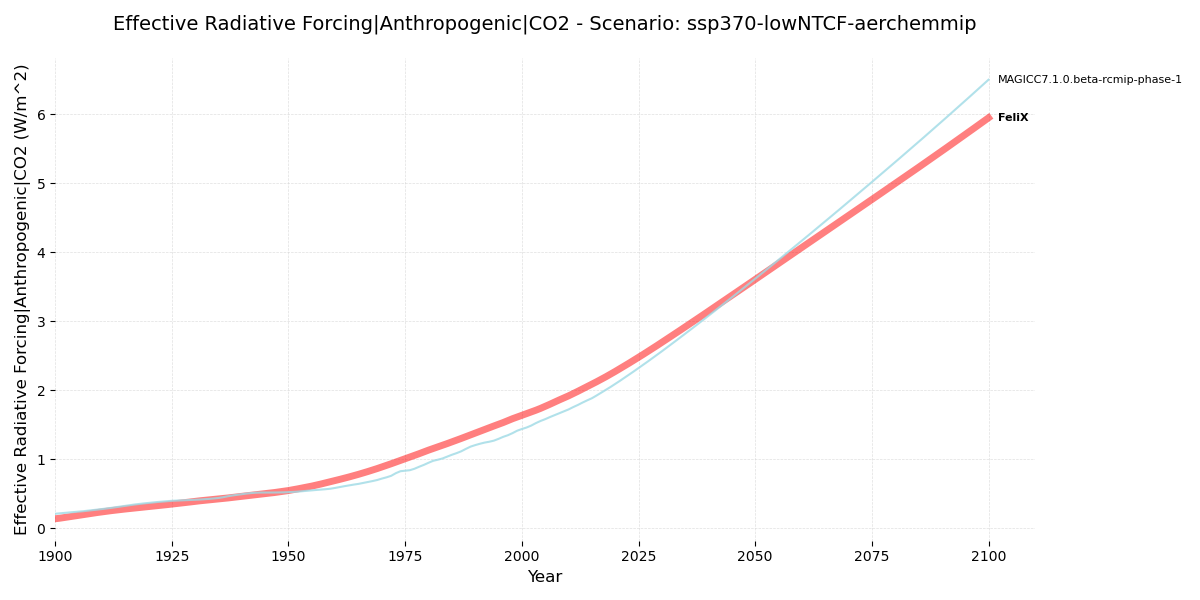 Effective Radiative Forcing|Anthropogenic|CO2 - Scenario: ssp370-lowNTCF-aerchemmip
Effective Radiative Forcing|Anthropogenic|CO2 (W/m^2)
6
5
4
3
2
1
0
MAGICC7.1.0.beta-rcmip-phase-1
FeliX
1900 1925 1950 1975 2000 2025 2050 2075 2100
Year